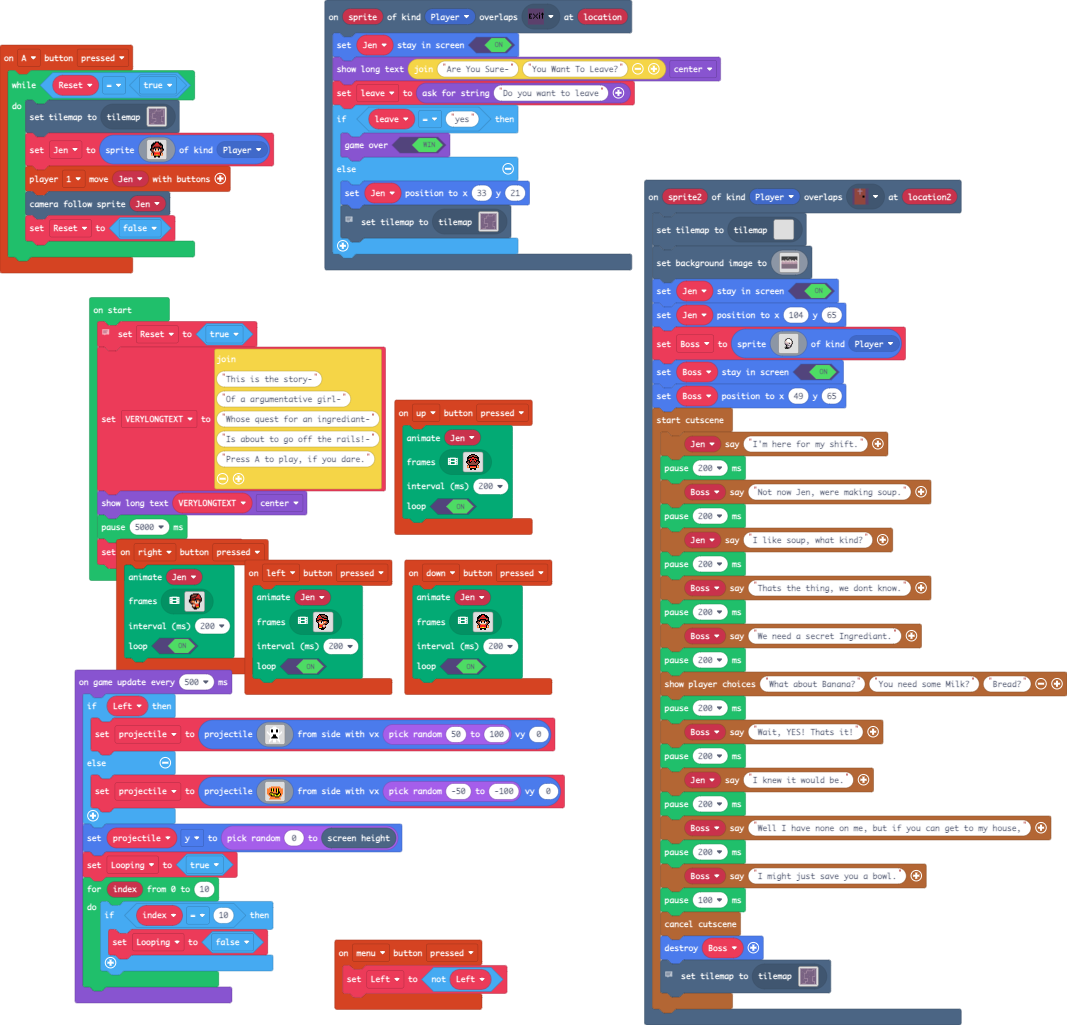 on sprite of kind Player overlaps EXit at location
set Jen stay in screen ON
show long text join "Are You Sure-" "You Want To Leave?" center
set leave to ask for string "Do you want to leave"
if leave = "yes" then
game over WIN
else
set Jen position to x 33 y 21
set tilemap to tilemap
on A button pressed
while Reset = true
do
set tilemap to tilemap
set Jen to sprite of kind Player
player 1 move Jen with buttons
camera follow sprite Jen
set Reset to false
on start
set Reset to true
set VERYLONGTEXT to join
"This is the story-"
"Of a argumentative girl-"
"Whose quest for an ingrediant-"
"Is about to go off the rails!-"
"Press A to play, if you dare."
show long text VERYLONGTEXT center
pause 5000 ms
set
on up button pressed
animate Jen
frames
interval (ms) 200
loop ON
on right button pressed
animate Jen
frames
interval (ms) 200
loop ON
on left button pressed
animate Jen
frames
interval (ms) 200
loop ON
on down button pressed
animate Jen
frames
interval (ms) 200
loop ON
on game update every 500 ms
if Left then
set projectile to projectile from side with vx pick random 50 to 100 vy 0
else
set projectile to projectile from side with vx pick random -50 to -100 vy 0
set projectile y to pick random 0 to screen height
set Looping to true
for index from 0 to 10
do
if index = 10 then
set Looping to false
on menu button pressed
set Left to not Left
on sprite2 of kind Player overlaps at location2
set tilemap to tilemap
set background image to
set Jen stay in screen ON
set Jen position to x 104 y 65
set Boss to sprite of kind Player
set Boss stay in screen ON
set Boss position to x 49 y 65
start cutscene
Jen say "I'm here for my shift."
pause 200 ms
Boss say "Not now Jen, were making soup."
pause 200 ms
Jen say "I like soup, what kind?"
pause 200 ms
Boss say "Thats the thing, we dont know."
pause 200 ms
Boss say "We need a secret Ingrediant."
pause 200 ms
show player choices "What about Banana?" "You need some Milk?" "Bread?"
pause 200 ms
Boss say "Wait, YES! Thats it!"
pause 200 ms
Jen say "I knew it would be."
pause 200 ms
Boss say "Well I have none on me, but if you can get to my house,"
pause 200 ms
Boss say "I might just save you a bowl."
pause 100 ms
cancel cutscene
destroy Boss
set tilemap to tilemap